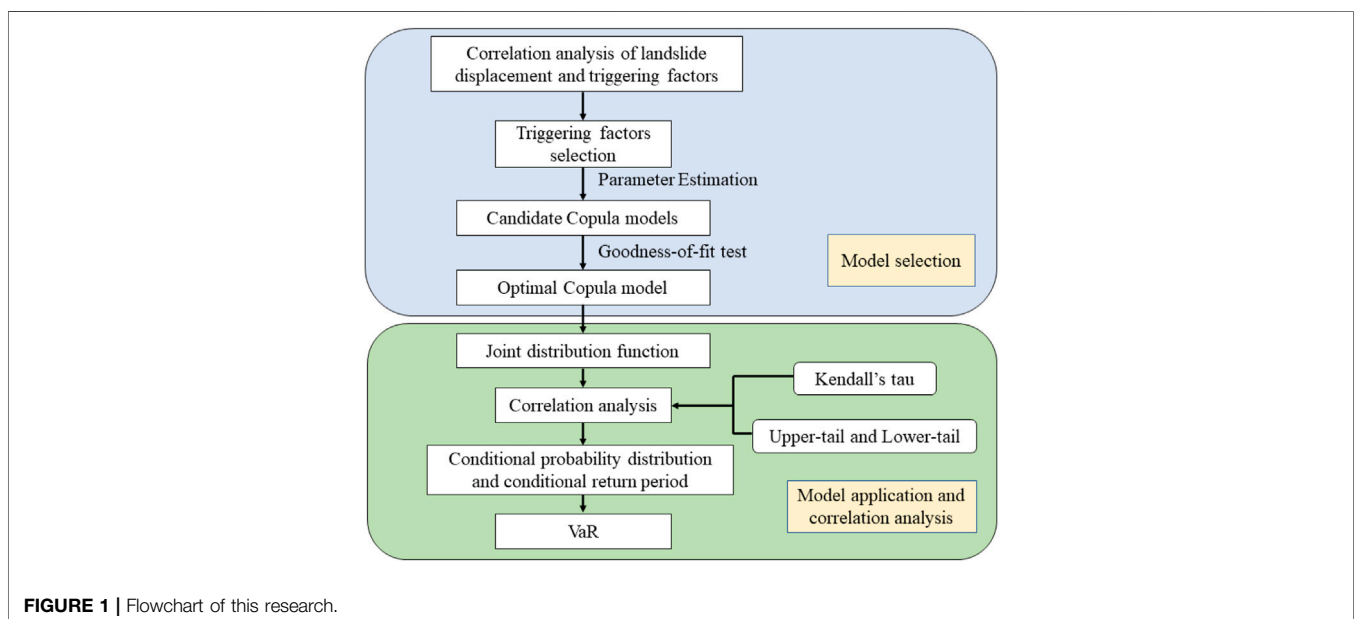 Correlation analysis of landslide
displacement and triggering factors
Triggering factors
selection
Parameter Estimation
Candidate Copula models
Goodness-of-fit test
Optimal Copula model
Model selection
Joint distribution function
Correlation analysis
Kendall's tau
Upper-tail and Lower-tail
Conditional probability distribution
and conditional return period
VaR
Model application and
correlation analysis
FIGURE 1 | Flowchart of this research.